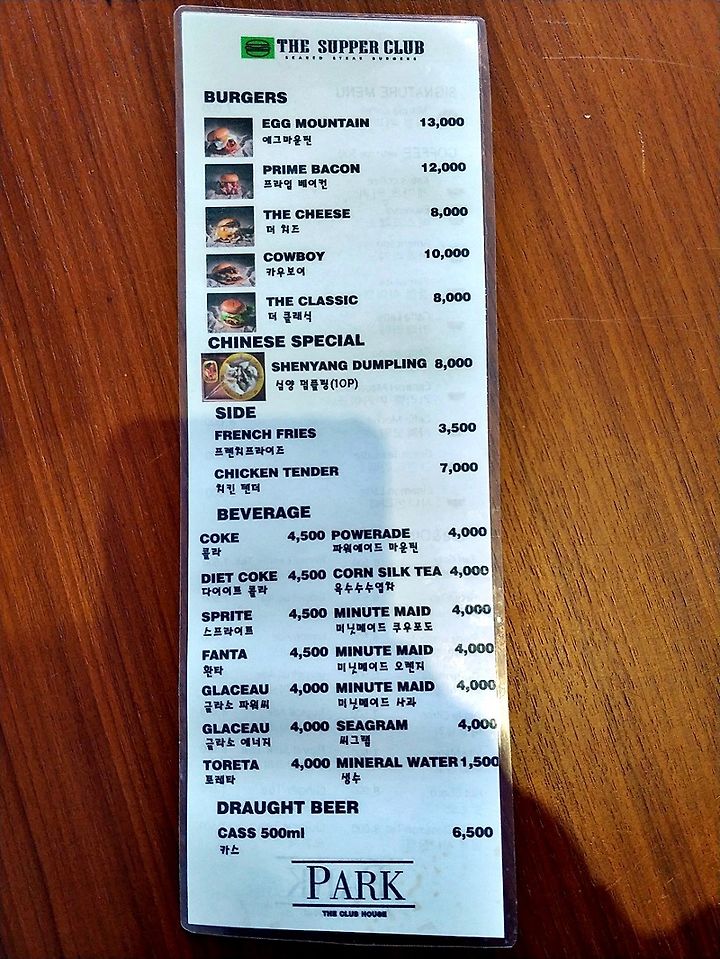 THE SUPPER CLUB
SEARED STEAK BURGERS
BURGERS
EGG MOUNTAIN 13,000
에그마운틴
PRIME BACON 12,000
프라임 베이컨
THE CHEESE 8,000
더 치즈
COWBOY 10,000
카우보이
THE CLASSIC 8,000
더 클래식
CHINESE SPECIAL
SHENYANG DUMPLING 8,000
심양 덤플링(10P)
SIDE
FRENCH FRIES 3,500
프렌치프라이즈
CHICKEN TENDER 7,000
치킨 텐더
BEVERAGE
COKE 4,500 POWERADE 4,000
콜라 파워에이드 마운틴
DIET COKE 4,500 CORN SILK TEA 4,000
다이어트 콜라 옥수수수염차
SPRITE 4,500 MINUTE MAID 4,000
스프라이트 미닛메이드 쿠우포도
FANTA 4,500 MINUTE MAID 4,000
환타 미닛메이드 오렌지
GLACEAU 4,000 MINUTE MAID 4,000
글라소 파워씨 미닛메이드 사과
GLACEAU 4,000 SEAGRAM 4,000
글라소 에너지 씨그램
TORETA 4,000 MINERAL WATER 1,500
토레타 생수
DRAUGHT BEER
CASS 500ml 6,500
카스
PARK
THE CLUB HOUSE